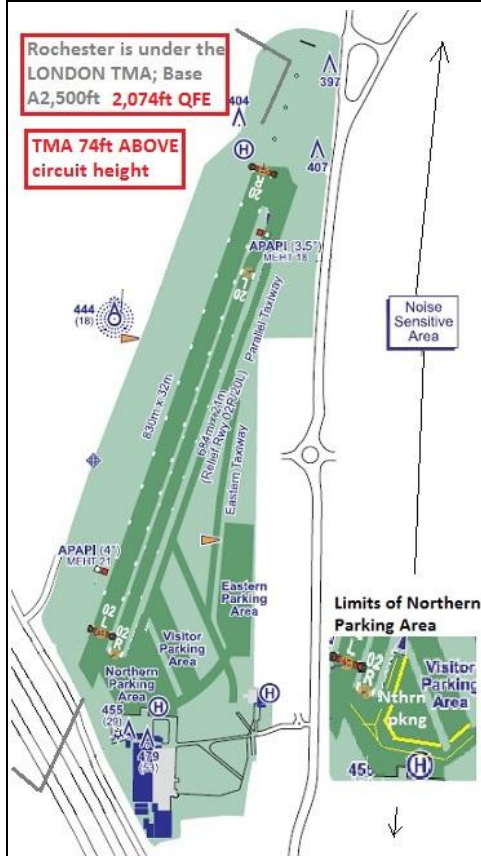 Rochester is under the
LONDON TMA; Base
A2,500ft 2,074ft QFE
TMA 74ft ABOVE
circuit height
404
397
H
407
20
R
APAPI (3.5°)
MEHT 18
L
20
444
(18)
Noise
Sensitive
Area
830m x 32m
684m x 21m
(Relief Rwy 02R/20L)
Parallel Taxiway
Eastern Taxiway
APAPI (4°)
MEHT 21
02
L
02
R
Eastern
Parking
Area
Visitor
Parking
Area
Northern
Parking
Area
H
H
455
(29)
479
(53)
Limits of Northern
Parking Area
02
L
02
R
Visitor
Parking
Area
Nthrn
pkng
455
H